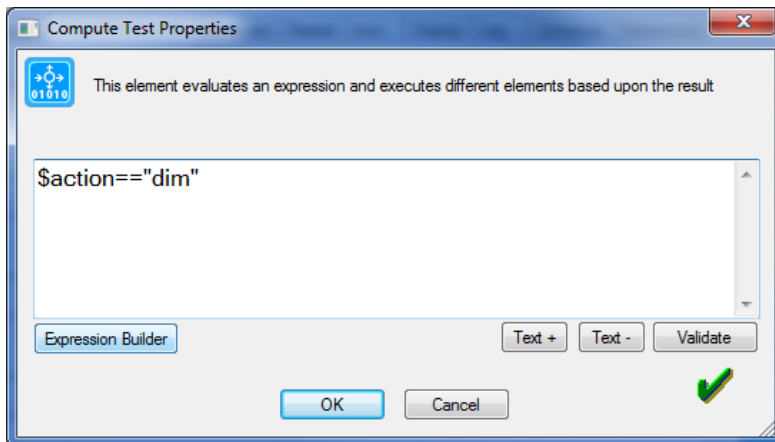 Compute Test Properties
01010
This element evaluates an expression and executes different elements based upon the result
$action=="dim"
Expression Builder
Text +
Text -
Validate
OK
Cancel